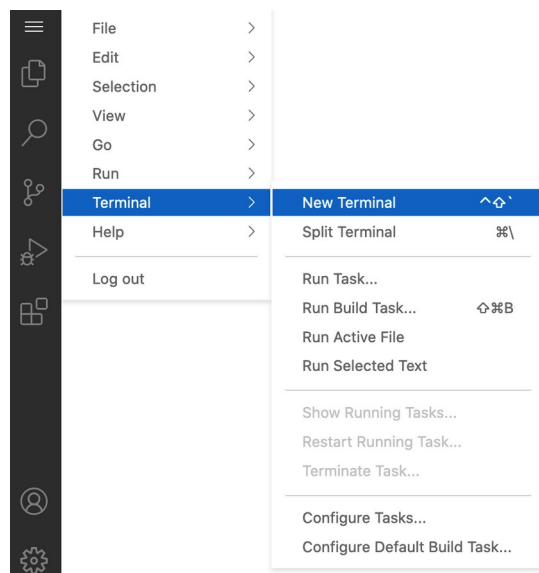 File
Edit
Selection
View
Go
Run
Terminal
Help
Log out
New Terminal ^⇧`
Split Terminal ⌘\
Run Task...
Run Build Task... ⇧⌘B
Run Active File
Run Selected Text
Show Running Tasks...
Restart Running Task...
Terminate Task...
Configure Tasks...
Configure Default Build Task...